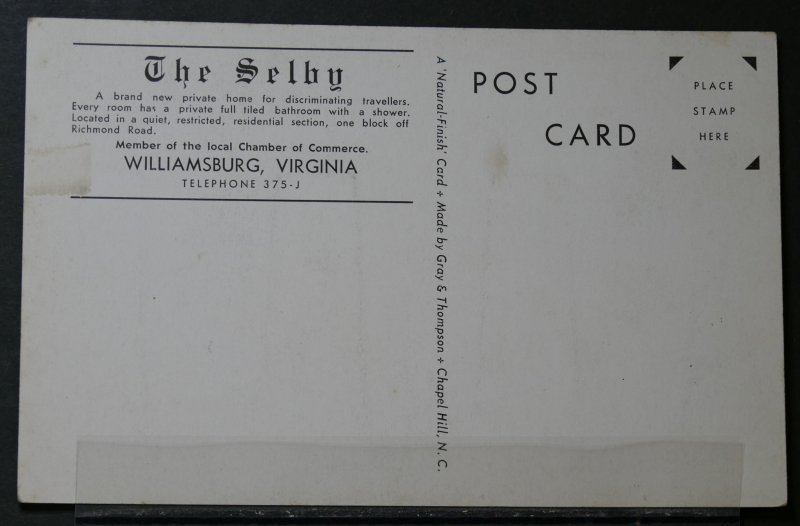 The Selby
A brand new private home for discriminating travellers.
Every room has a private full tiled bathroom with a shower.
Located in a quiet, restricted, residential section, one block off
Richmond Road.
Member of the local Chamber of Commerce.
WILLIAMSBURG, VIRGINIA
TELEPHONE 375-J
A 'Natural-Finish' Card + Made by Gray & Thompson + Chapel Hill, N. C.
POST
CARD
PLACE
STAMP
HERE